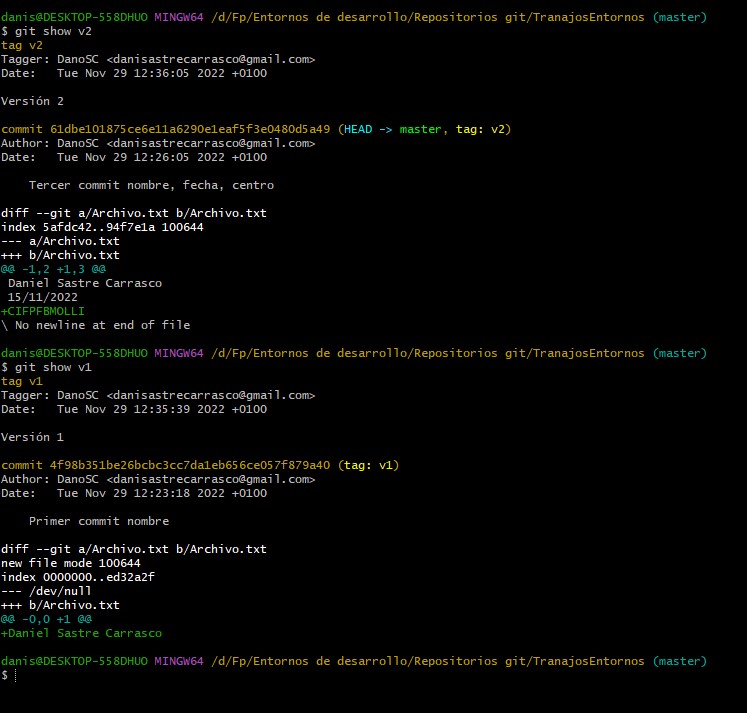 danis@DESKTOP-558DHUO MINGW64 /d/Fp/Entornos de desarrollo/Repositorios git/TranajosEntornos (master)
$ git show v2
tag v2
Tagger: DanoSC <danisastrecarrasco@gmail.com>
Date:   Tue Nov 29 12:36:05 2022 +0100

Versión 2

commit 61dbe101875ce6e11a6290e1eaf5f3e0480d5a49 (HEAD -> master, tag: v2)
Author: DanoSC <danisastrecarrasco@gmail.com>
Date:   Tue Nov 29 12:26:05 2022 +0100

    Tercer commit nombre, fecha, centro

diff --git a/Archivo.txt b/Archivo.txt
index 5afdc42..94f7e1a 100644
--- a/Archivo.txt
+++ b/Archivo.txt
@@ -1,2 +1,3 @@
 Daniel Sastre Carrasco
 15/11/2022
+CIFPFBMOLLI
\ No newline at end of file

danis@DESKTOP-558DHUO MINGW64 /d/Fp/Entornos de desarrollo/Repositorios git/TranajosEntornos (master)
$ git show v1
tag v1
Tagger: DanoSC <danisastrecarrasco@gmail.com>
Date:   Tue Nov 29 12:35:39 2022 +0100

Versión 1

commit 4f98b351be26bcbc3cc7da1eb656ce057f879a40 (tag: v1)
Author: DanoSC <danisastrecarrasco@gmail.com>
Date:   Tue Nov 29 12:23:18 2022 +0100

    Primer commit nombre

diff --git a/Archivo.txt b/Archivo.txt
new file mode 100644
index 0000000..ed32a2f
--- /dev/null
+++ b/Archivo.txt
@@ -0,0 +1 @@
+Daniel Sastre Carrasco

danis@DESKTOP-558DHUO MINGW64 /d/Fp/Entornos de desarrollo/Repositorios git/TranajosEntornos (master)
$